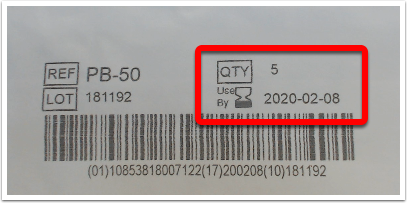 REF PB-50 QTY 5
LOT 181192 Use By 2020-02-08
(01)10853818007122(17)200208(10)181192